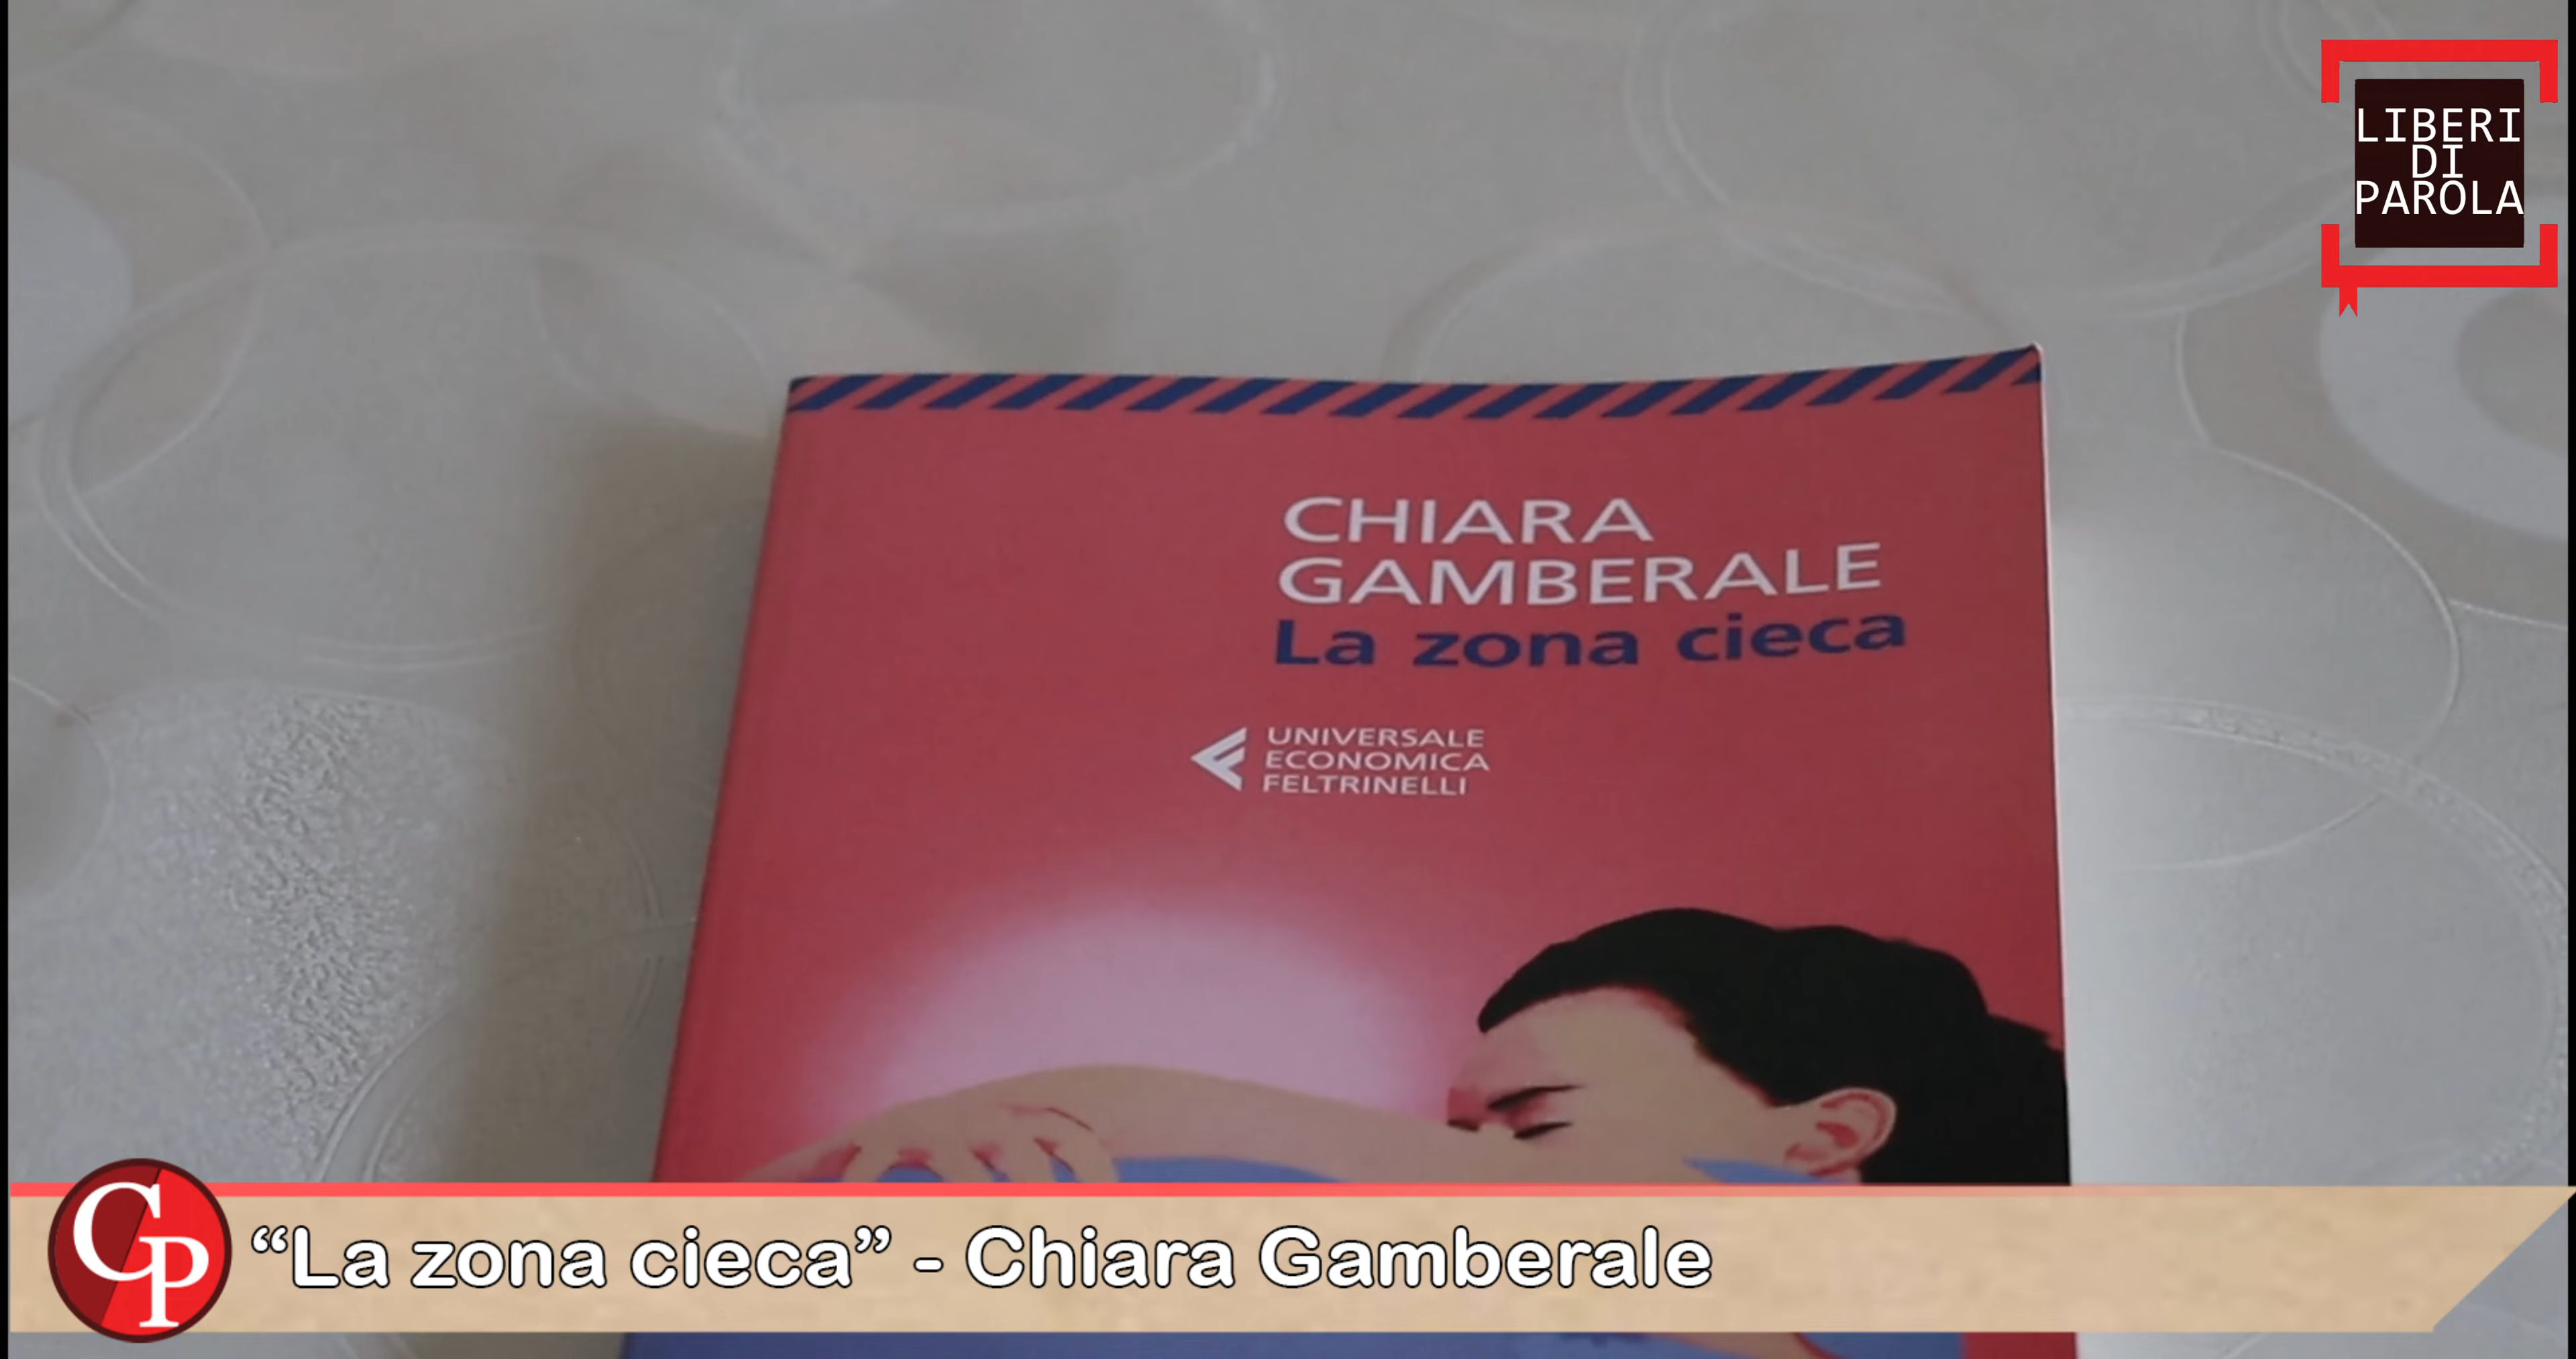 LIBERI
DI
PAROLA
CHIARA
GAMBERALE
La zona cieca
UNIVERSALE
ECONOMICA
FELTRINELLI
CP
“La zona cieca” - Chiara Gamberale